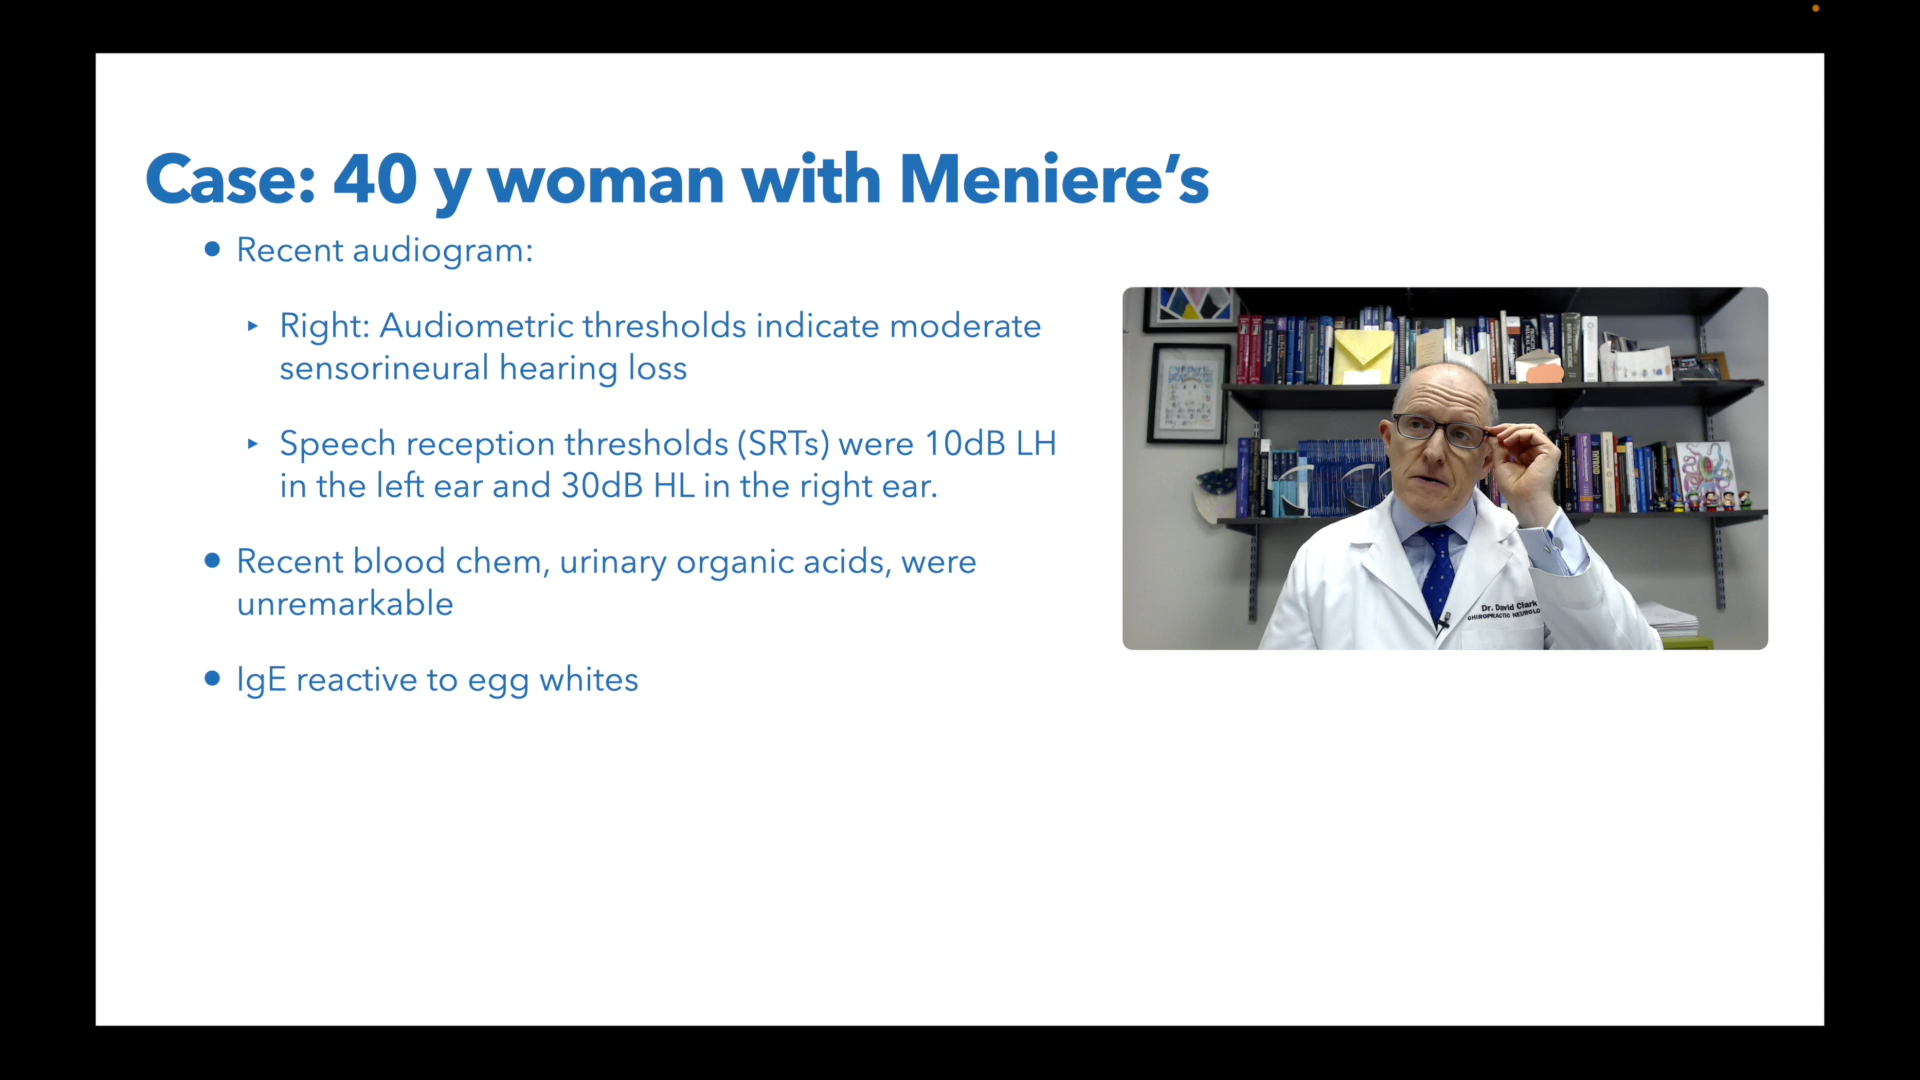 Case: 40 y woman with Meniere's
• Recent audiogram:
‣ Right: Audiometric thresholds indicate moderate
sensorineural hearing loss
‣ Speech reception thresholds (SRTs) were 10dB LH
in the left ear and 30dB HL in the right ear.
• Recent blood chem, urinary organic acids, were
unremarkable
• IgE reactive to egg whites
Dr. David Clark
CHIROPRACTIC NEUROLO